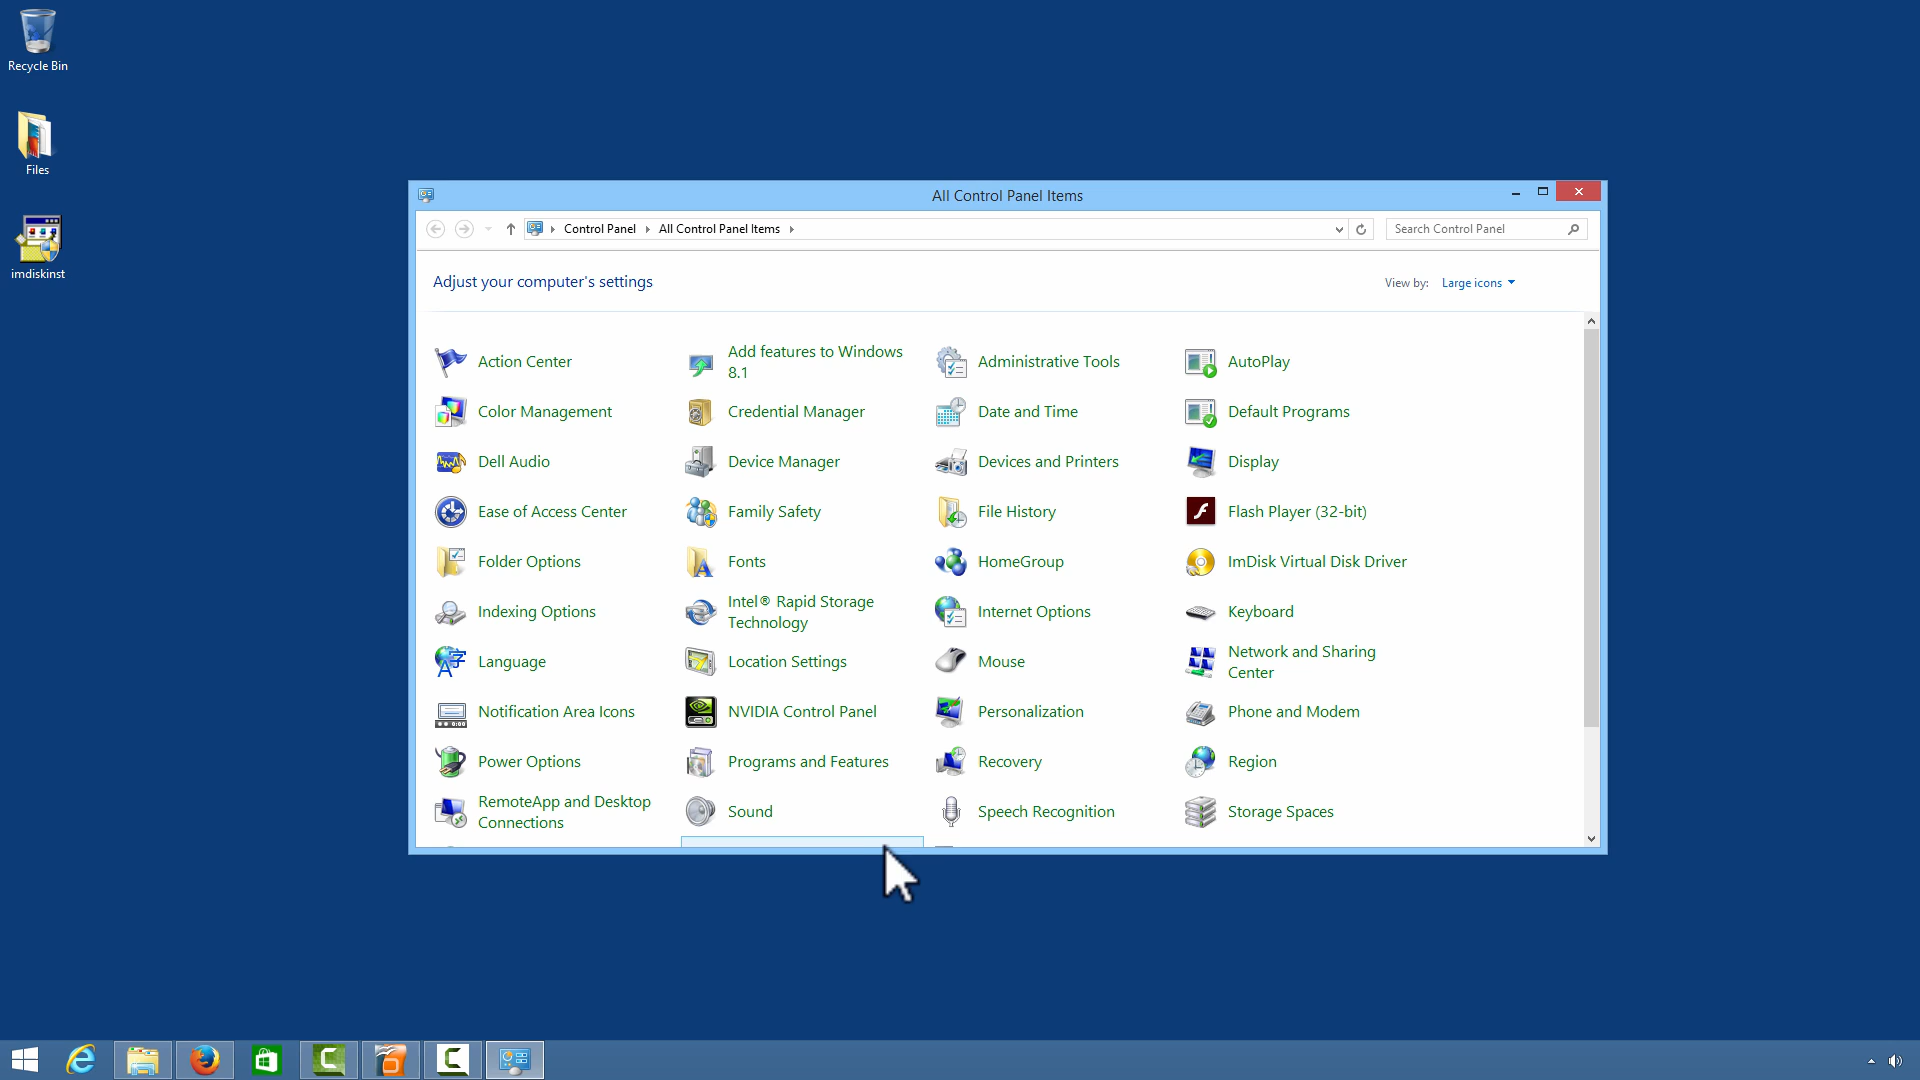 Recycle Bin
Files
imdiskinst
All Control Panel Items
Control Panel
All Control Panel Items
Search Control Panel
Adjust your computer's settings
View by:
Large icons
Action Center
Add features to Windows
8.1
Administrative Tools
AutoPlay
Color Management
Credential Manager
Date and Time
Default Programs
Dell Audio
Device Manager
Devices and Printers
Display
Ease of Access Center
Family Safety
File History
Flash Player (32-bit)
Folder Options
Fonts
HomeGroup
ImDisk Virtual Disk Driver
Indexing Options
Intel® Rapid Storage
Technology
Internet Options
Keyboard
Language
Location Settings
Mouse
Network and Sharing
Center
Notification Area Icons
NVIDIA Control Panel
Personalization
Phone and Modem
Power Options
Programs and Features
Recovery
Region
RemoteApp and Desktop
Connections
Sound
Speech Recognition
Storage Spaces